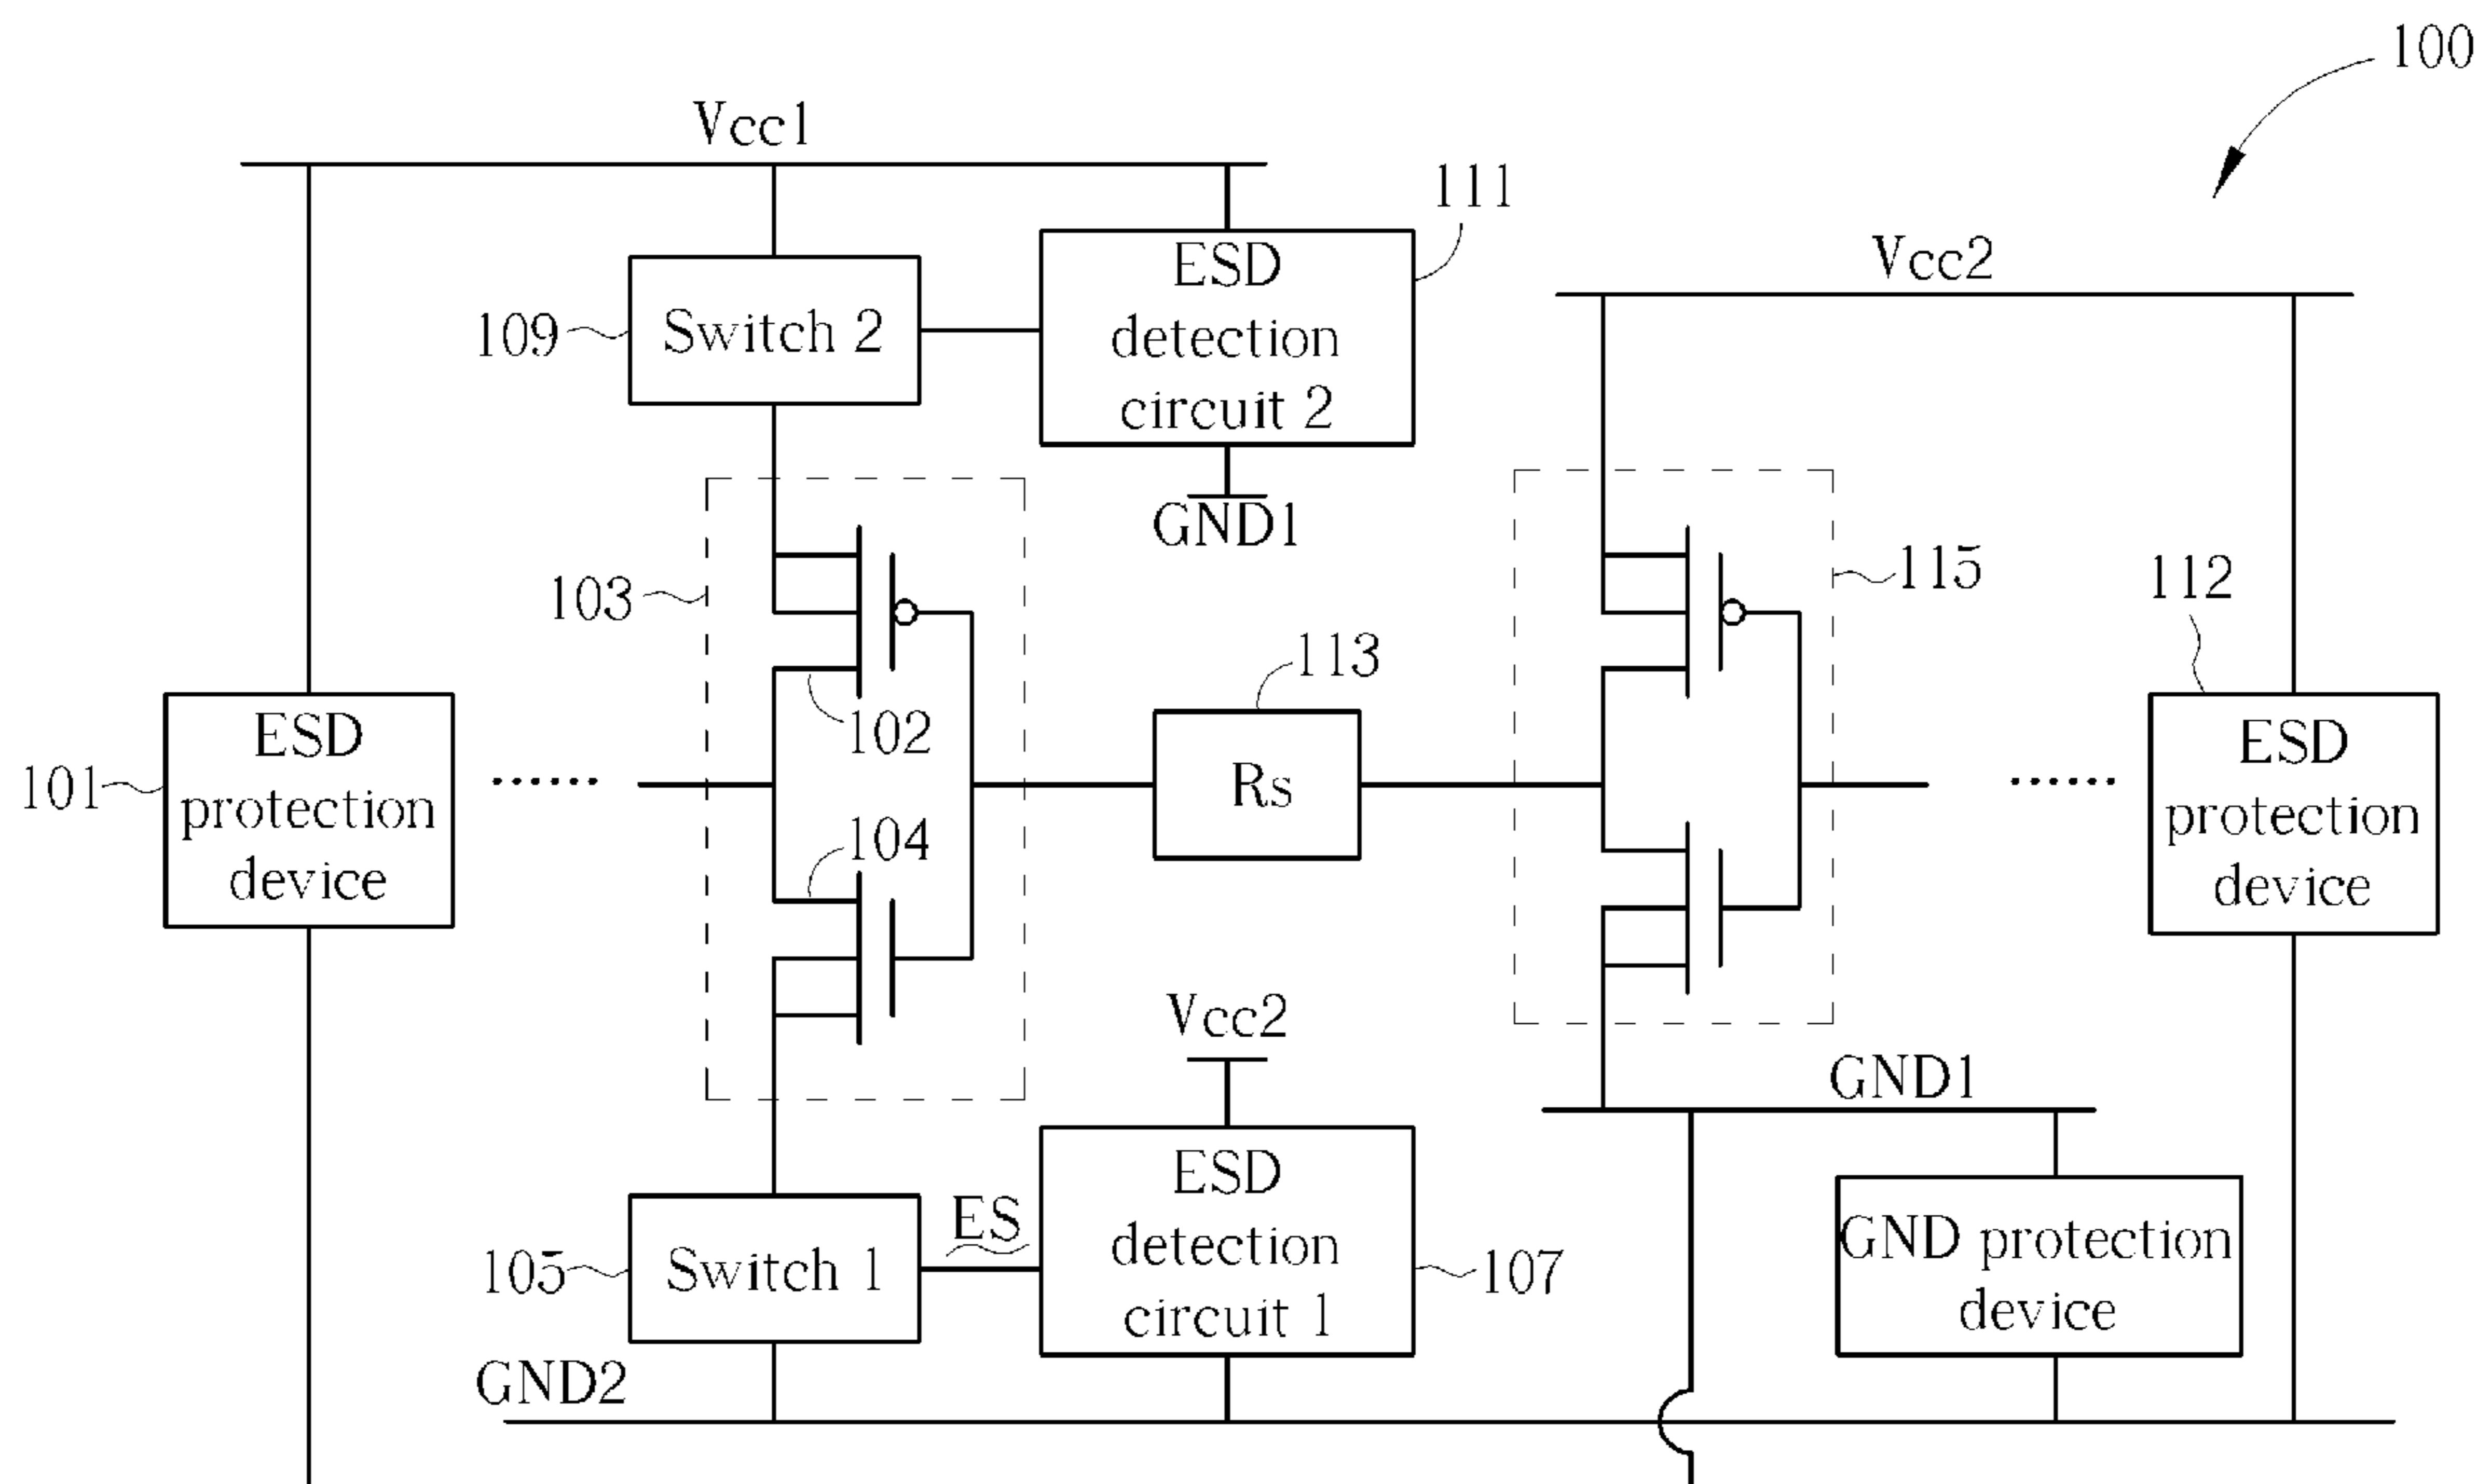 100
Vcc1
111
ESD
detection
circuit 2
Vcc2
109
Switch 2
GND1
103
115
112
102
113
ESD
protection
device
101
......
Rs
......
ESD
protection
device
104
Vcc2
GND1
ES
ESD
detection
circuit 1
105
Switch 1
107
GND protection
device
GND2